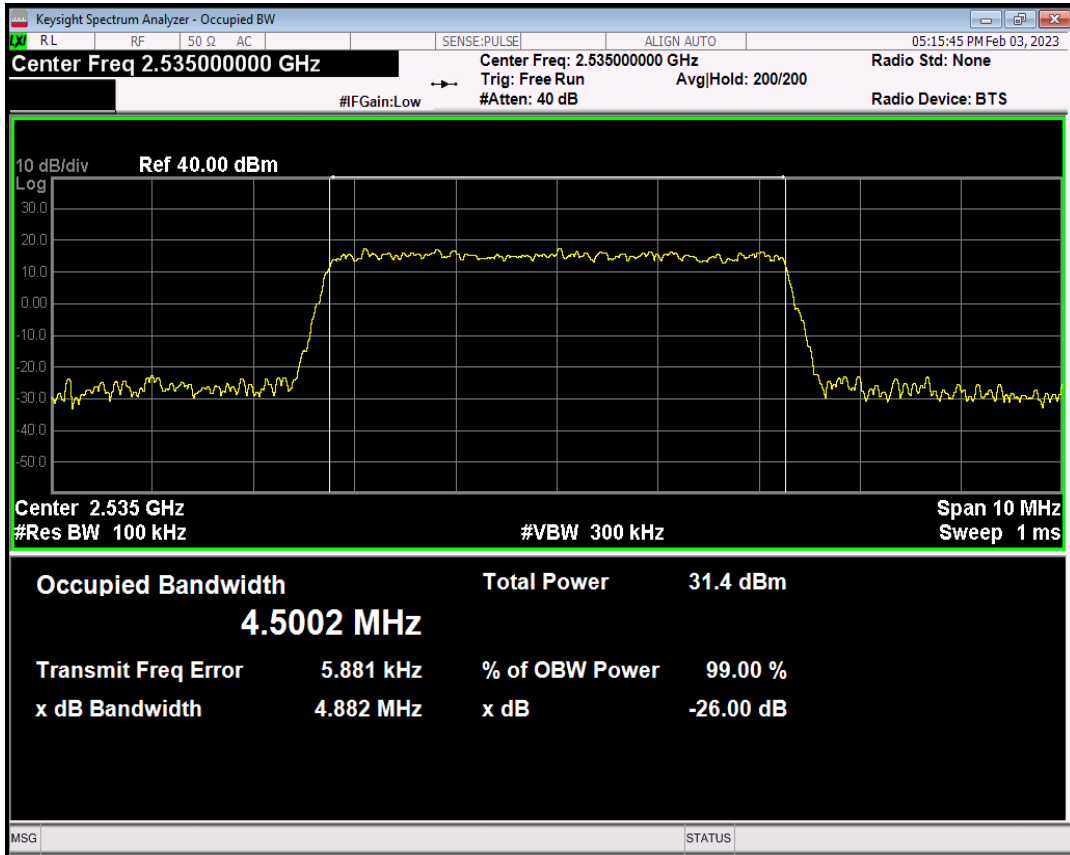 Keysight Spectrum Analyzer - Occupied BW
LXI RL RF 50 Ω AC SENSE:PULSE ALIGN AUTO 05:15:45 PM Feb 03, 2023
Center Freq 2.535000000 GHz Center Freq: 2.535000000 GHz Radio Std: None
Trig: Free Run Avg|Hold: 200/200
#IFGain:Low #Atten: 40 dB Radio Device: BTS
10 dB/div Ref 40.00 dBm
Log
30.0
20.0
10.0
0.00
-10.0
-20.0
-30.0
-40.0
-50.0
Center 2.535 GHz Span 10 MHz
#Res BW 100 kHz #VBW 300 kHz Sweep 1 ms
Occupied Bandwidth Total Power 31.4 dBm
4.5002 MHz
Transmit Freq Error 5.881 kHz % of OBW Power 99.00 %
x dB Bandwidth 4.882 MHz x dB -26.00 dB
MSG STATUS